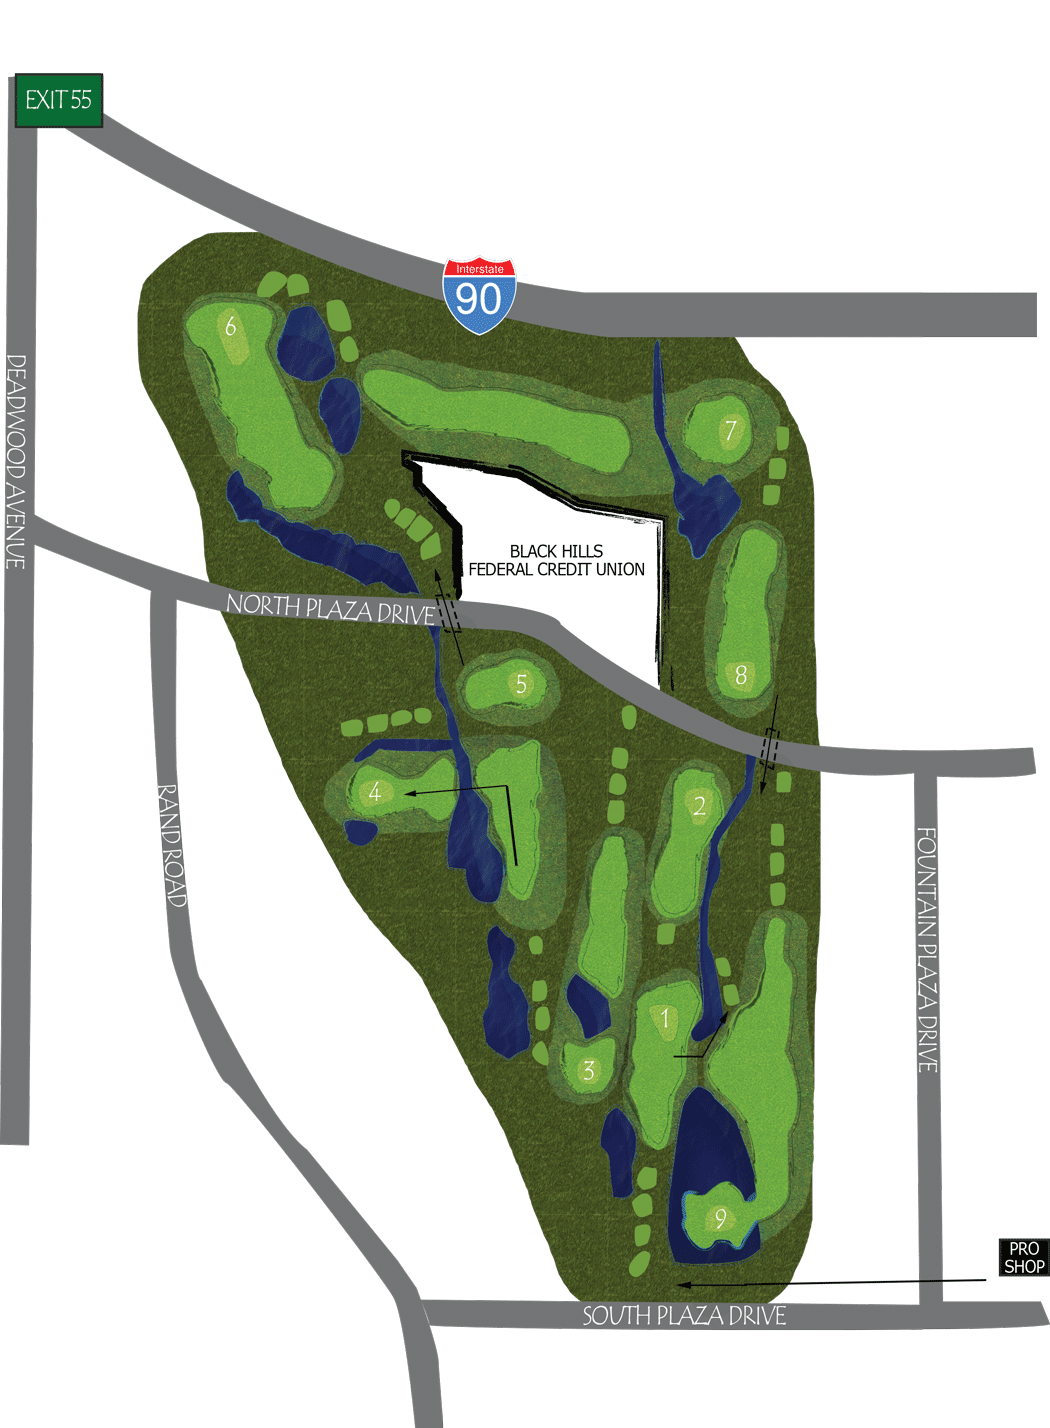 EXIT 55
Interstate
90
6
7
DEADWOOD AVENUE
BLACK HILLS
FEDERAL CREDIT UNION
NORTH PLAZA DRIVE
8
5
4
2
RAND ROAD
FOUNTAIN PLAZA DRIVE
1
3
9
PRO
SHOP
SOUTH PLAZA DRIVE